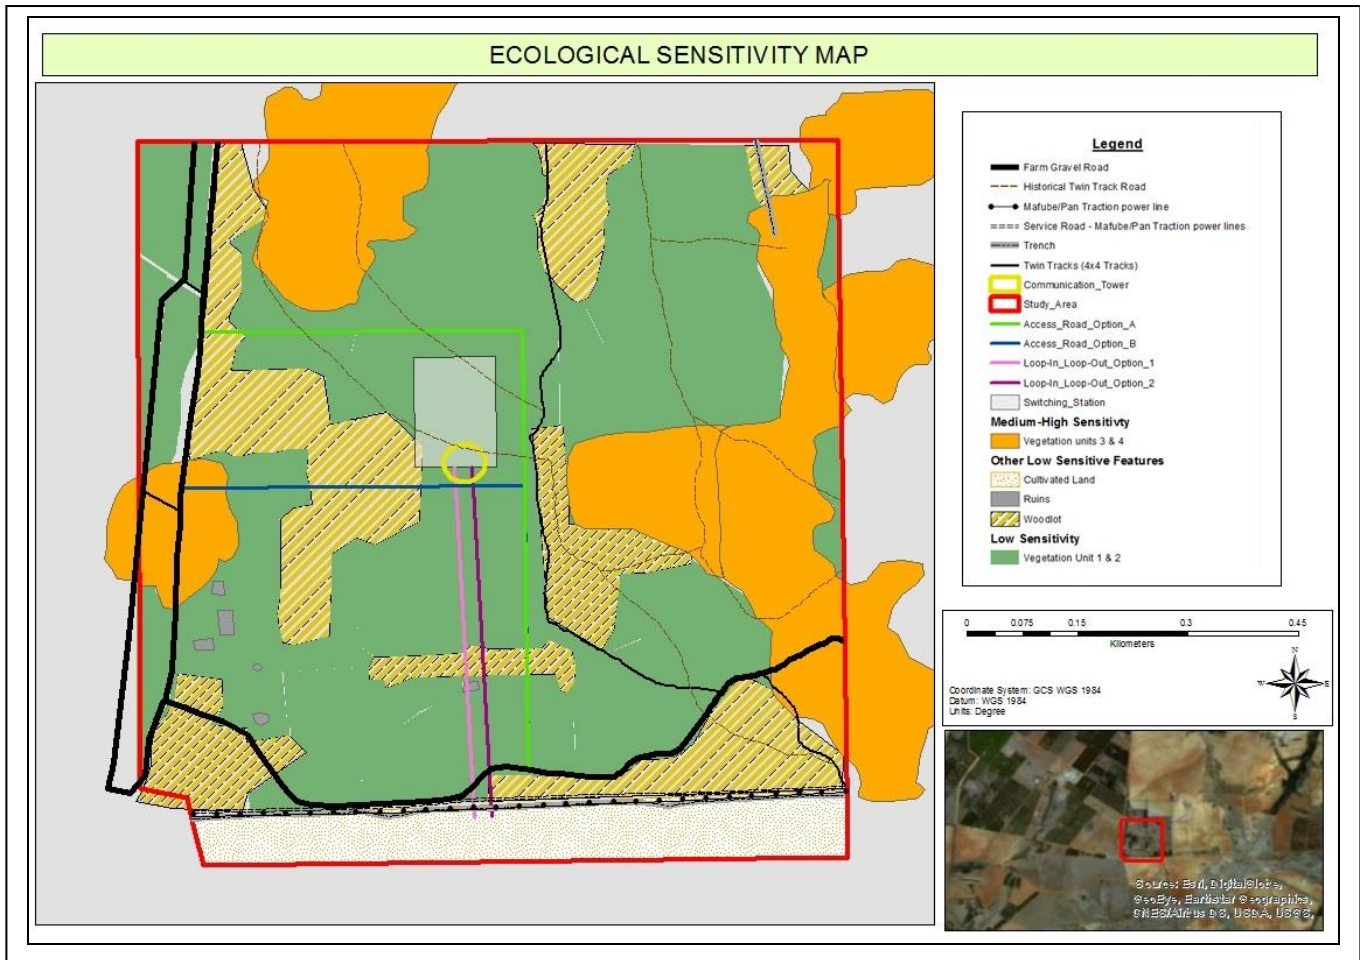 ECOLOGICAL SENSITIVITY MAP
Legend
Farm Gravel Road
Historical Twin Track Road
Mafube/Pan Traction power line
Service Road - Mafube/Pan Traction power lines
Trench
Twin Tracks (4x4 Tracks)
Communication_Tower
Study_Area
Access_Road_Option_A
Access_Road_Option_B
Loop-In_Loop-Out_Option_1
Loop-In_Loop-Out_Option_2
Switching_Station
Medium-High Sensitivty
Vegetation units 3 & 4
Other Low Sensitive Features
Cultivated Land
Ruins
Woodlot
Low Sensitivity
Vegetation Unit 1 & 2
0 0.075 0.15 0.3 0.45
Kilometers
N
W E
S
Coordinate System: GCS WGS 1984
Datum: WGS 1984
Units: Degree
Source: Esri, DigitalGlobe,
GeoEye, Earthstar Geographics,
CNES/Airbus DS, USDA, USGS,